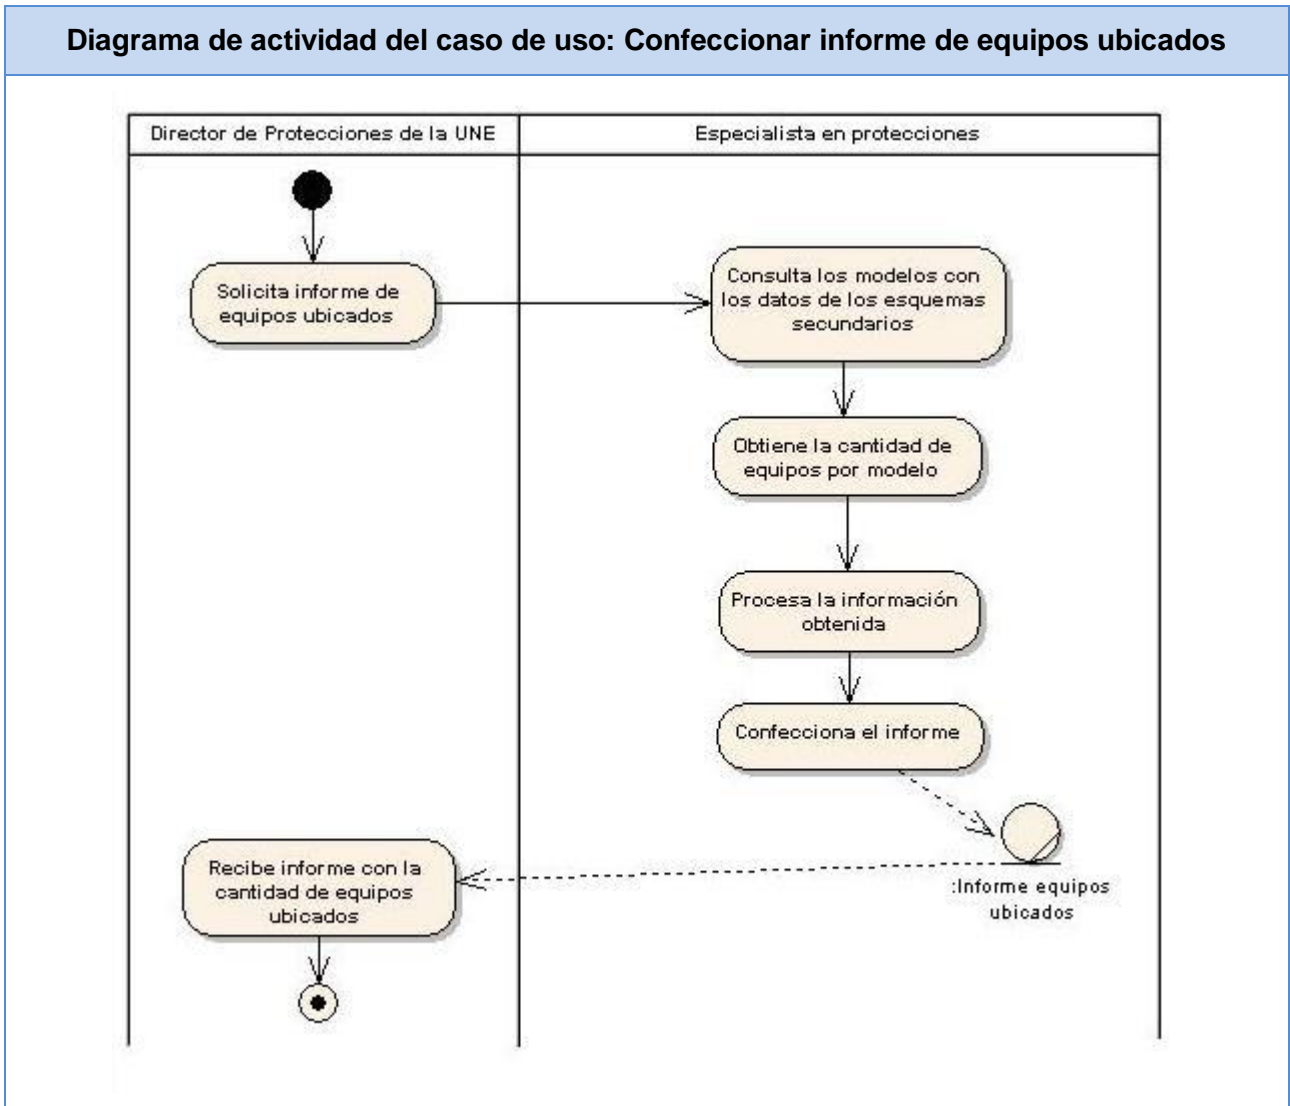 Diagrama de actividad del caso de uso: Confeccionar informe de equipos ubicados
Director de Protecciones de la UNE
Especialista en protecciones
Solicita informe de
equipos ubicados
Consulta los modelos con
los datos de los esquemas
secundarios
Obtiene la cantidad de
equipos por modelo
Procesa la información
obtenida
Confecciona el informe
Recibe informe con la
cantidad de equipos
ubicados
:Informe equipos
ubicados